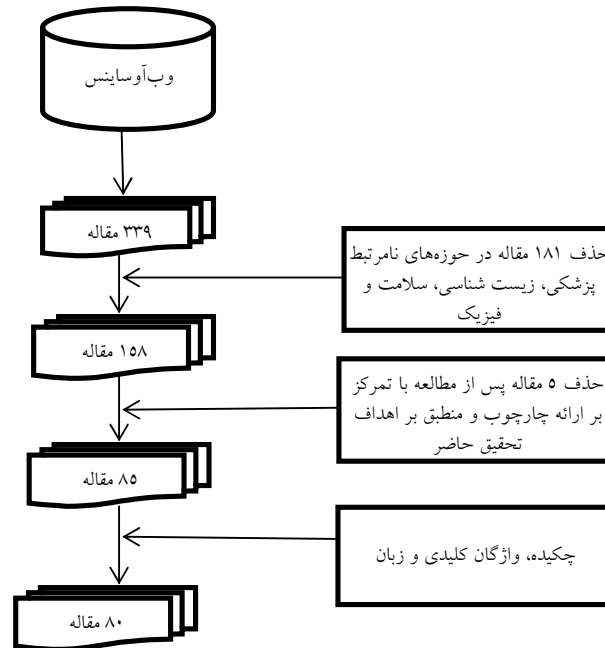 وب‌آوساینس
۳۳۹ مقاله
حذف ۱۸۱ مقاله در حوزه‌های نامرتبط
پزشکی، زیست شناسی، سلامت و
فیزیک
۱۵۸ مقاله
حذف ۵ مقاله پس از مطالعه با تمرکز
بر ارائه چارچوب و منطبق بر اهداف
تحقیق حاضر
۸۵ مقاله
چکیده، واژگان کلیدی و زبان
۸۰ مقاله